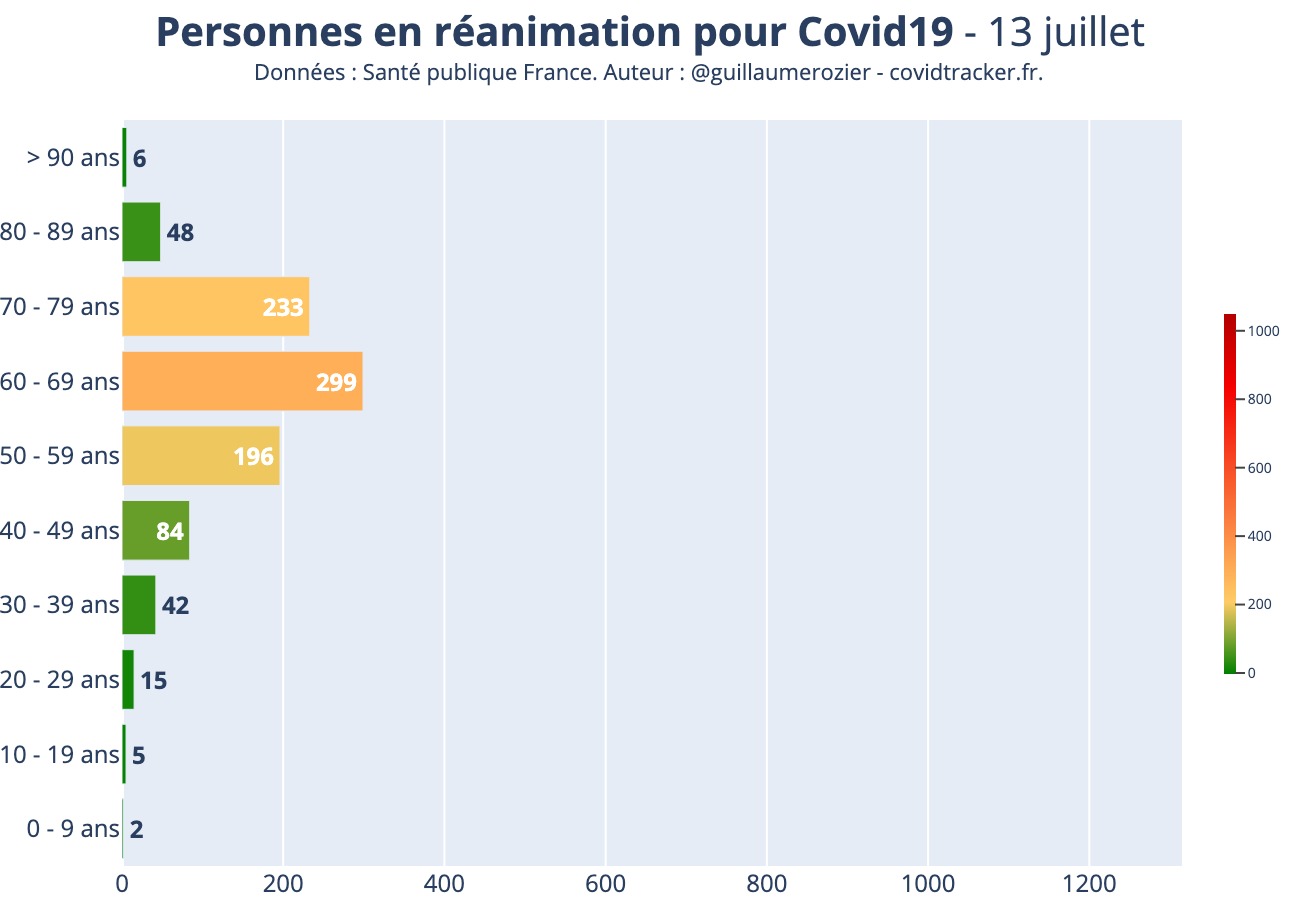 Personnes en réanimation pour Covid19 - 13 juillet
Données : Santé publique France. Auteur : @guillaumerozier - covidtracker.fr.
> 90 ans 6
80 - 89 ans 48
70 - 79 ans 233
60 - 69 ans 299
50 - 59 ans 196
40 - 49 ans 84
30 - 39 ans 42
20 - 29 ans 15
10 - 19 ans 5
0 - 9 ans 2
0 200 400 600 800 1000 1200
1000
800
600
400
200
0